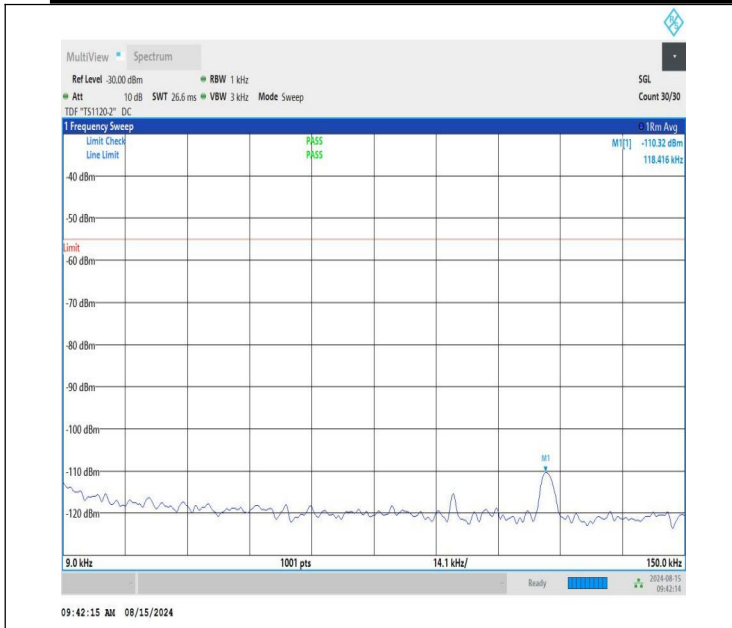 MultiView Spectrum
Ref Level -30.00 dBm RBW 1 kHz SGL
Att 10 dB SWT 26.6 ms VBW 3 kHz Mode Sweep Count 30/30
TDF "TS1120-2" DC
1 Frequency Sweep 1Rm Avg
Limit Check PASS M1[1] -110.32 dBm
Line Limit PASS 118.416 kHz
-40 dBm
-50 dBm
Limit
-60 dBm
-70 dBm
-80 dBm
-90 dBm
-100 dBm
M1
-110 dBm
-120 dBm
9.0 kHz 1001 pts 14.1 kHz/ 150.0 kHz
Ready 2024-08-15
09:42:14
09:42:15 AM 08/15/2024